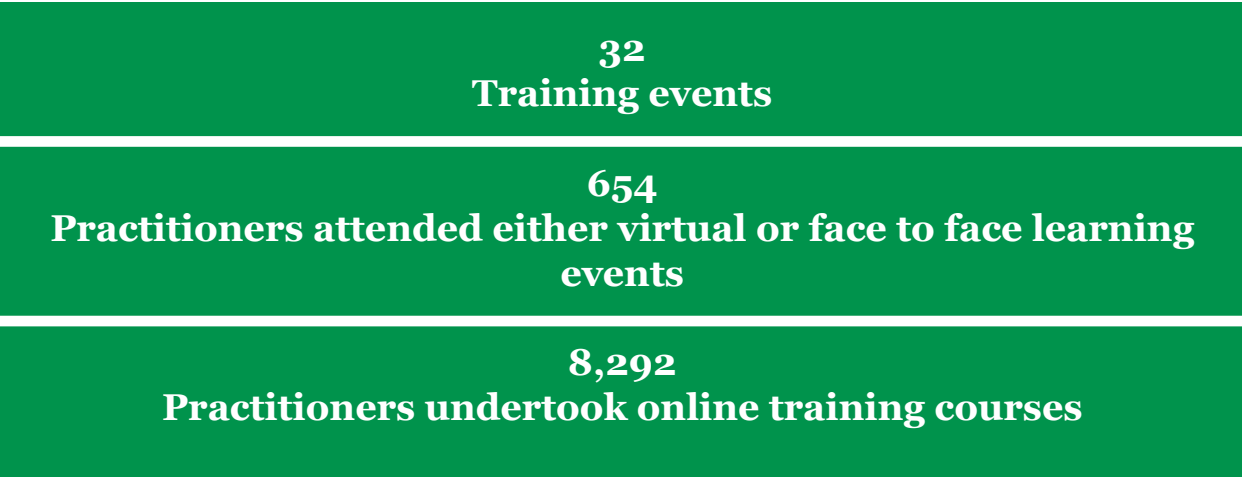 32
Training events
654
Practitioners attended either virtual or face to face learning
events
8,292
Practitioners undertook online training courses